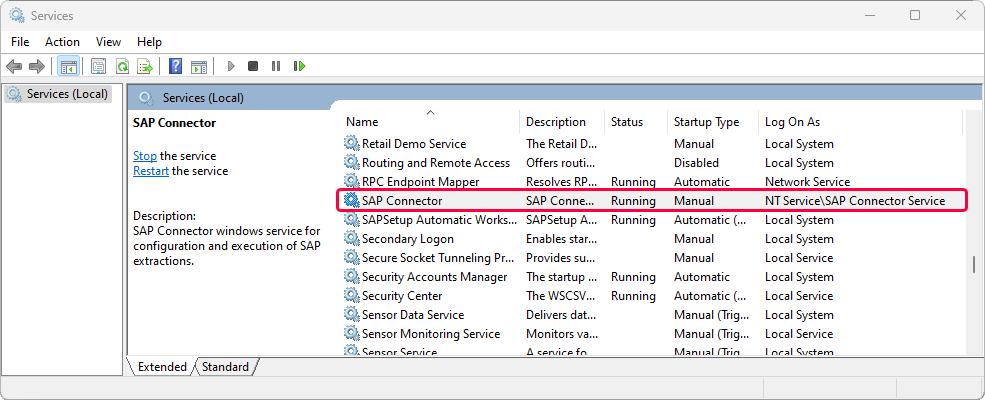 Services
File Action View Help
Services (Local)
Services (Local)
SAP Connector
Stop the service
Restart the service
Description:
SAP Connector windows service for
configuration and execution of SAP
extractions.
Name Description Status Startup Type Log On As
Retail Demo Service The Retail D... Manual Local System
Routing and Remote Access Offers routi... Disabled Local System
RPC Endpoint Mapper Resolves RP... Running Automatic Network Service
SAP Connector SAP Conne... Running Manual NT Service\SAP Connector Service
SAPSetup Automatic Works... SAPSetup A... Running Automatic (... Local System
Secondary Logon Enables star... Manual Local System
Secure Socket Tunneling Pr... Provides su... Manual Local Service
Security Accounts Manager The startup ... Running Automatic Local System
Security Center The WSCSV... Running Automatic (... Local Service
Sensor Data Service Delivers dat... Manual (Trig... Local System
Sensor Monitoring Service Monitors va... Manual (Trig... Local Service
Sensor Service A service fo... Manual (Trig... Local System
Extended Standard